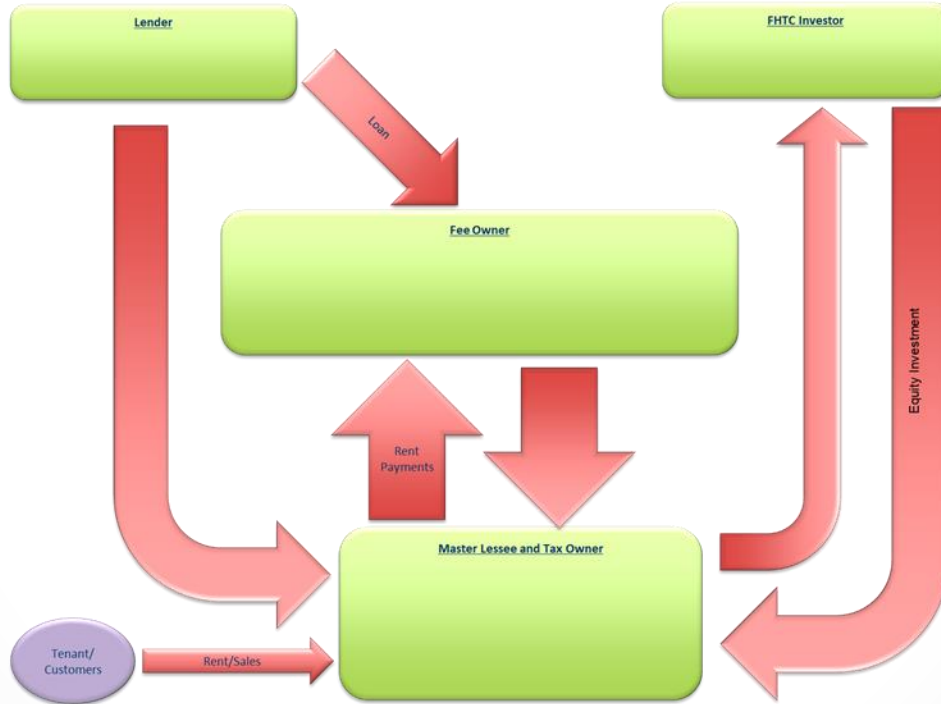 Lender
FHTC Investor
Loan
Fee Owner
Equity Investment
Rent
Payments
Master Lessee and Tax Owner
Tenant/
Customers
Rent/Sales